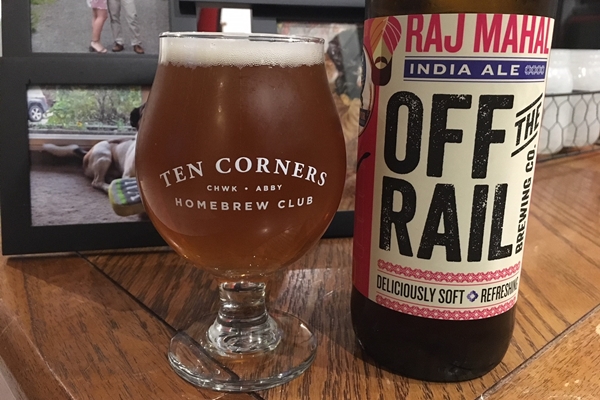 TEN CORNERS
CHWK • ABBY
HOMEBREW CLUB
RAJ MAHAL
INDIA ALE
OFF
THE
RAIL
BREWING CO.
DELICIOUSLY SOFT REFRESHING